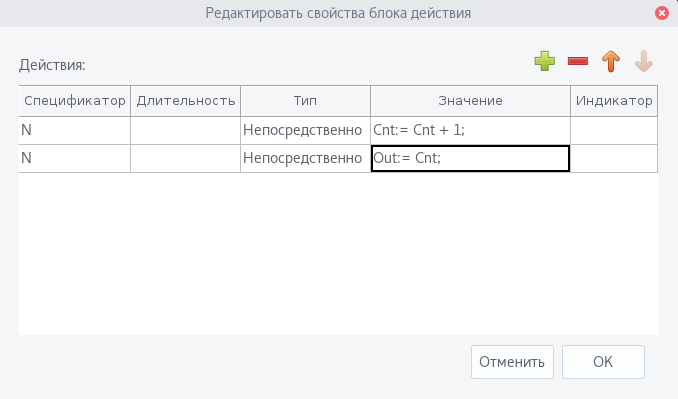 Редактировать свойства блока действия
Действия:
Спецификатор Длительность Тип Значение Индикатор
N Непосредственно Cnt:= Cnt + 1;
N Непосредственно Out:= Cnt;
Отменить OK